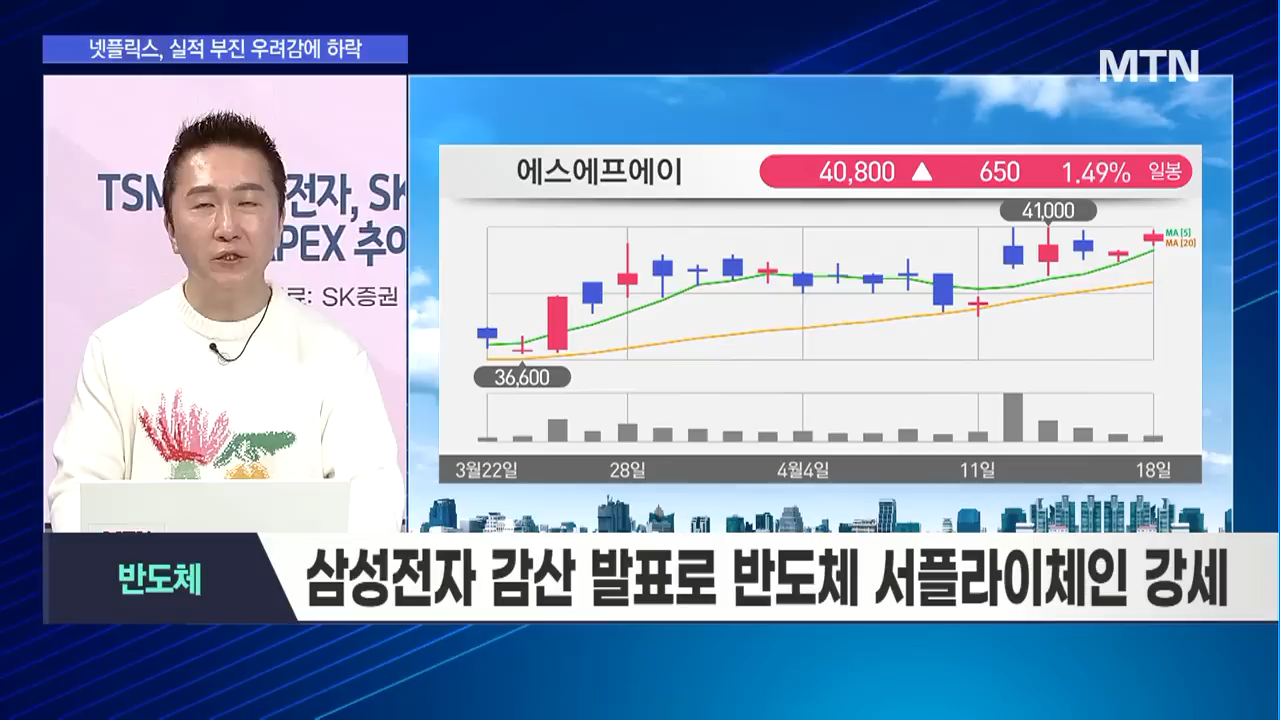 넷플릭스, 실적 부진 우려감에 하락
MTN
전자, SK
APEX 추이
SK증권
에스에프에이
40,800 ▲ 650 1.49% 일봉
41,000
MA [5]
MA [20]
36,600
3월22일 28일 4월4일 11일 18일
반도체
삼성전자 감산 발표로 반도체 서플라이체인 강세